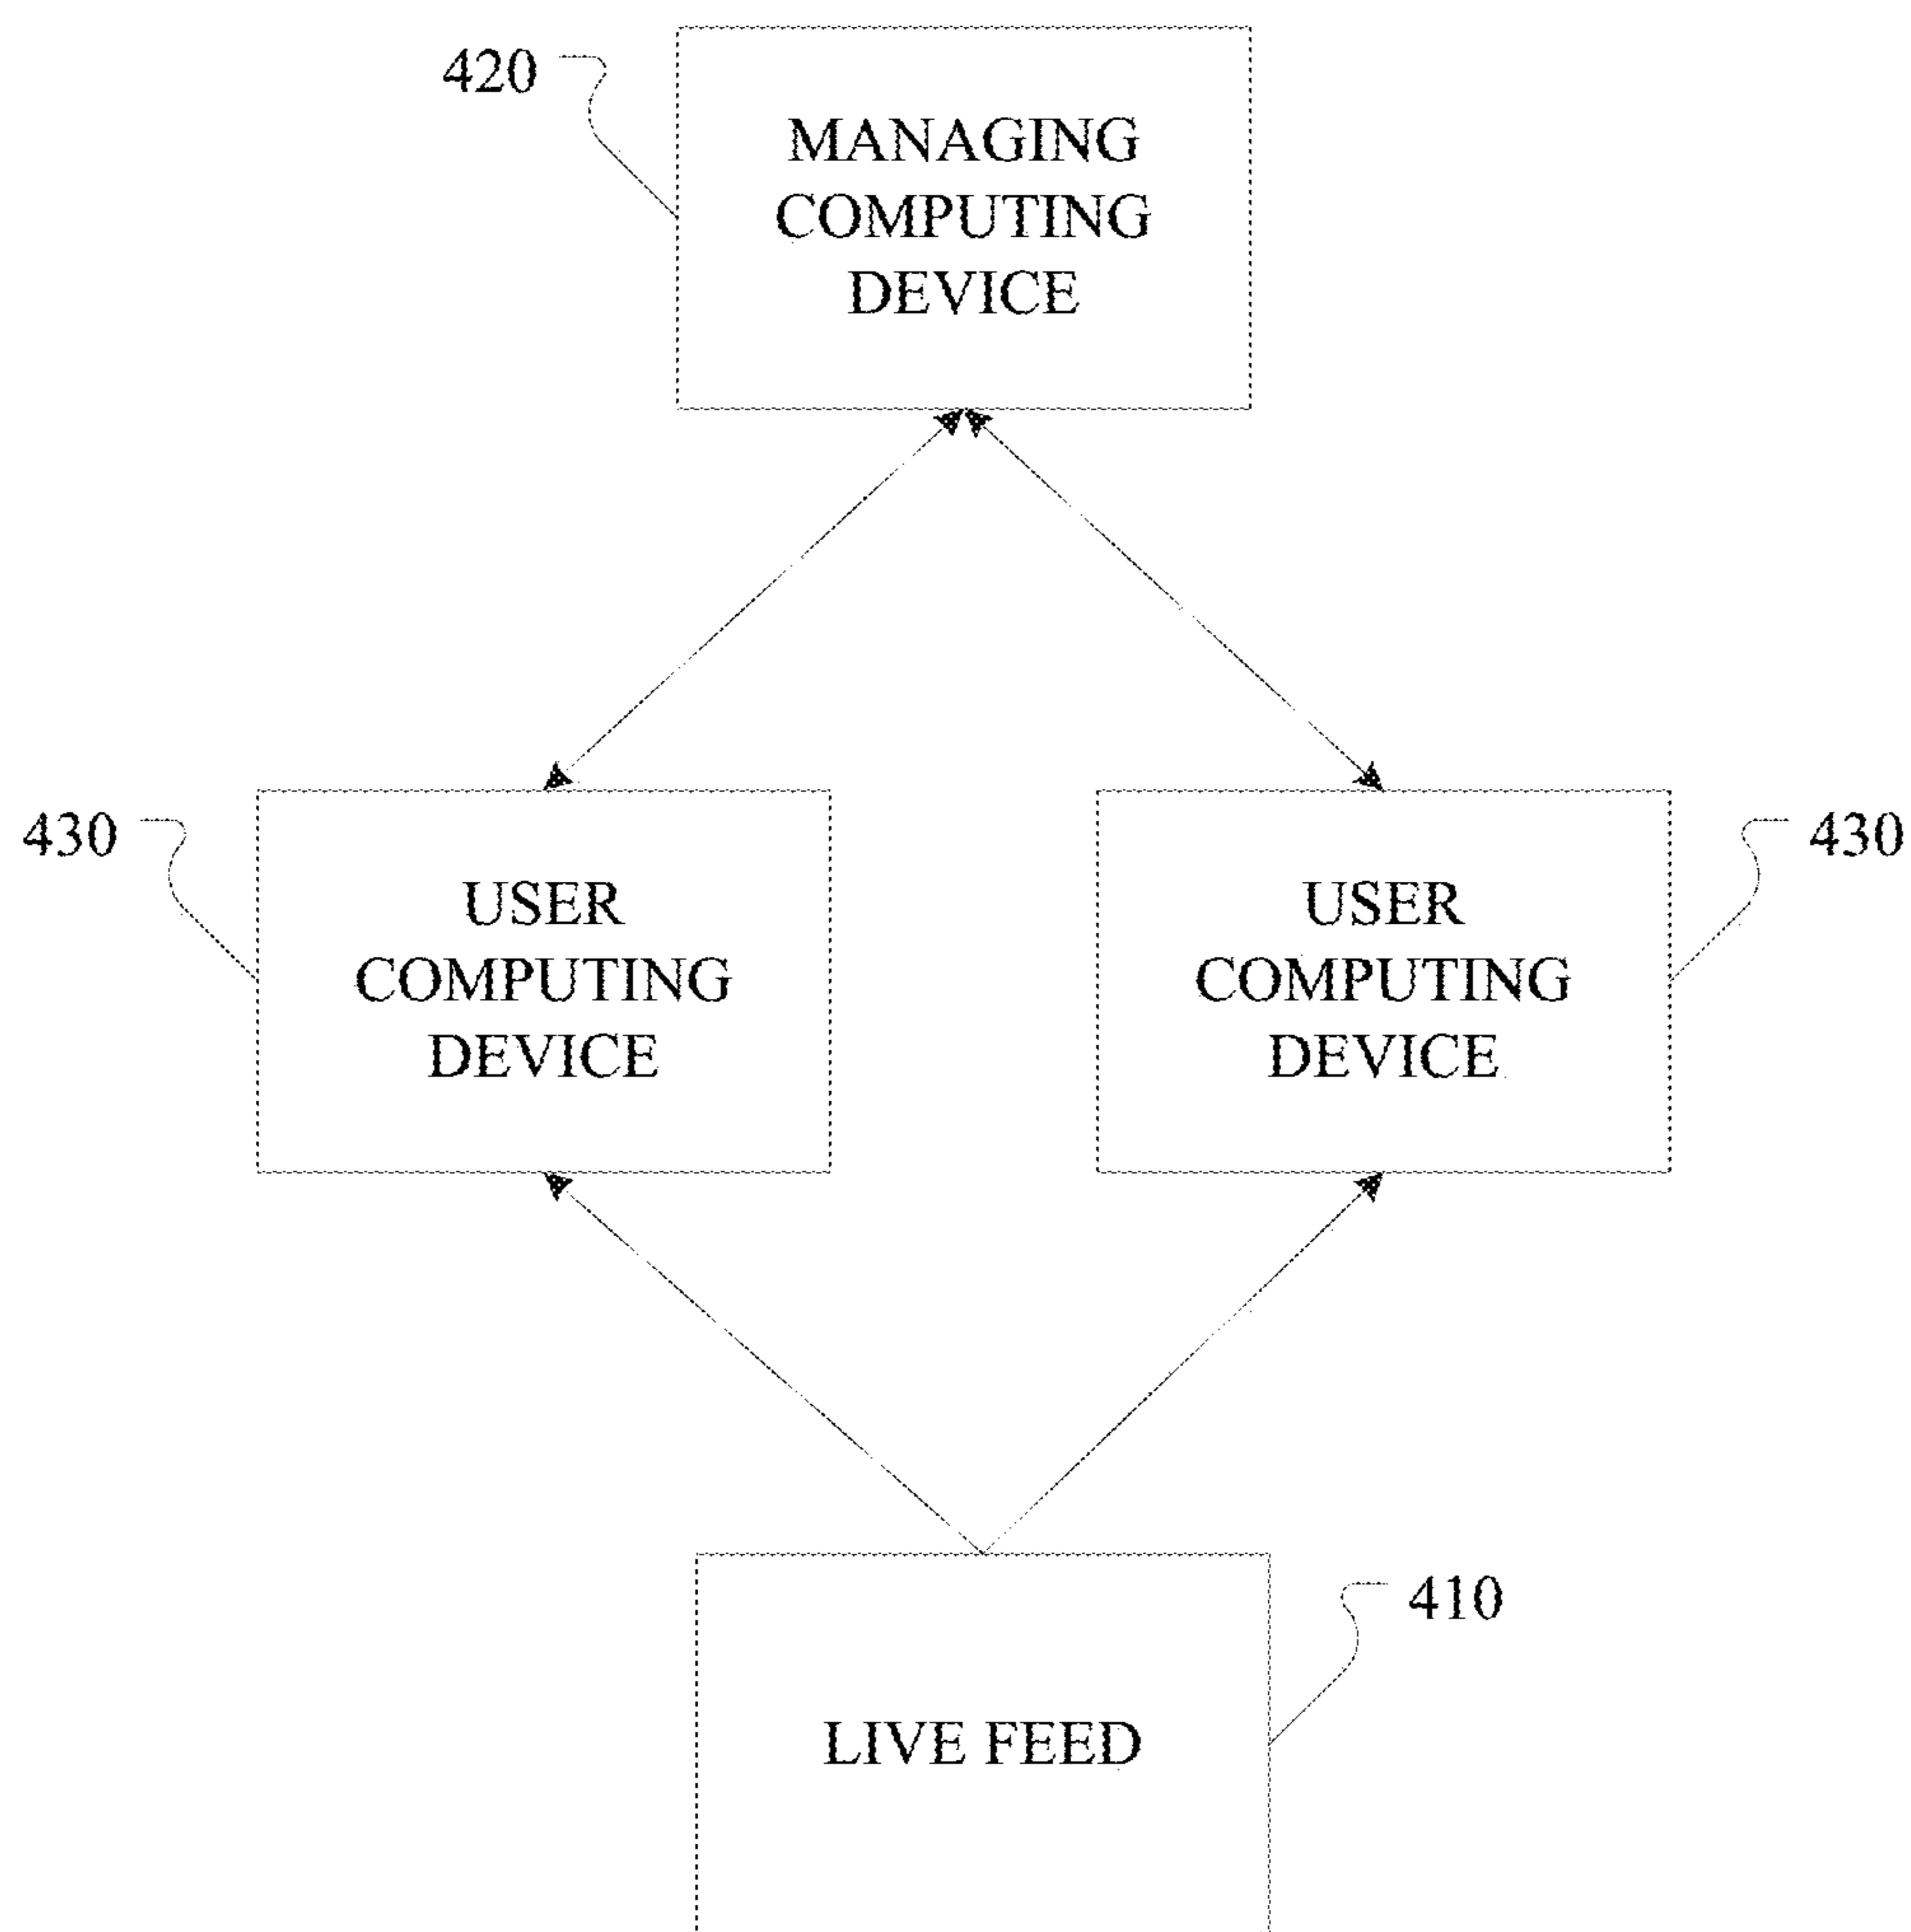 420
MANAGING
COMPUTING
DEVICE
430
USER
COMPUTING
DEVICE
USER
COMPUTING
DEVICE
430
410
LIVE FEED